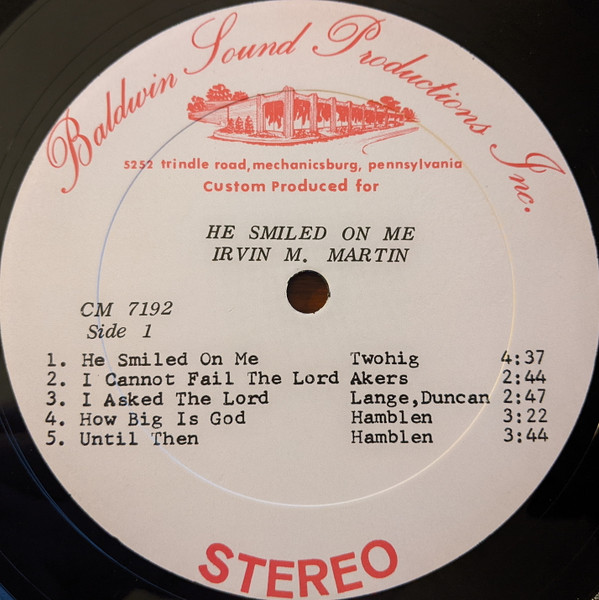 Baldwin Sound Productions Inc.
5252 trindle road, mechanicsburg, pennsylvania
Custom Produced for
HE SMILED ON ME
IRVIN M. MARTIN
CM 7192
Side 1
1. He Smiled On Me Twohig 4:37
2. I Cannot Fail The Lord Akers 2:44
3. I Asked The Lord Lange,Duncan 2:47
4. How Big Is God Hamblen 3:22
5. Until Then Hamblen 3:44
STEREO